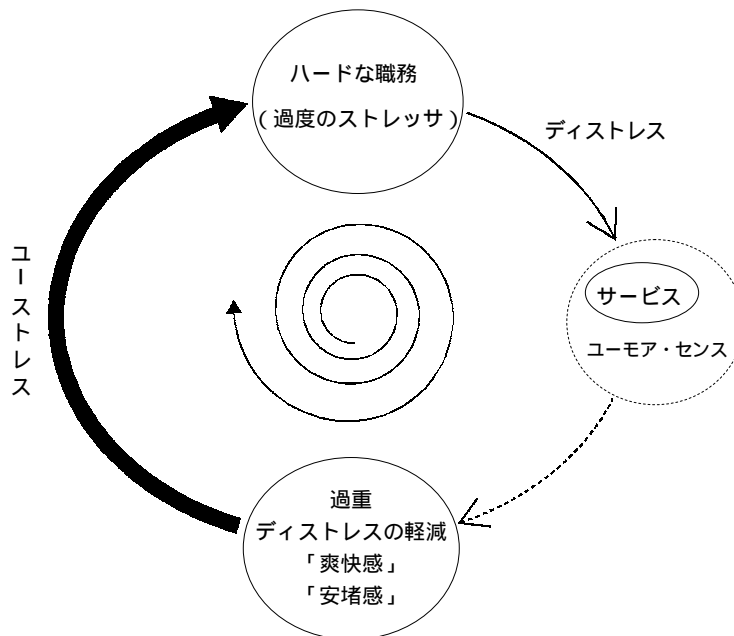 ハードな職務
(過度のストレッサ)
ディストレス
サービス
ユーモア・センス
過重
ディストレスの軽減
「爽快感」
「安堵感」
ユーストレス